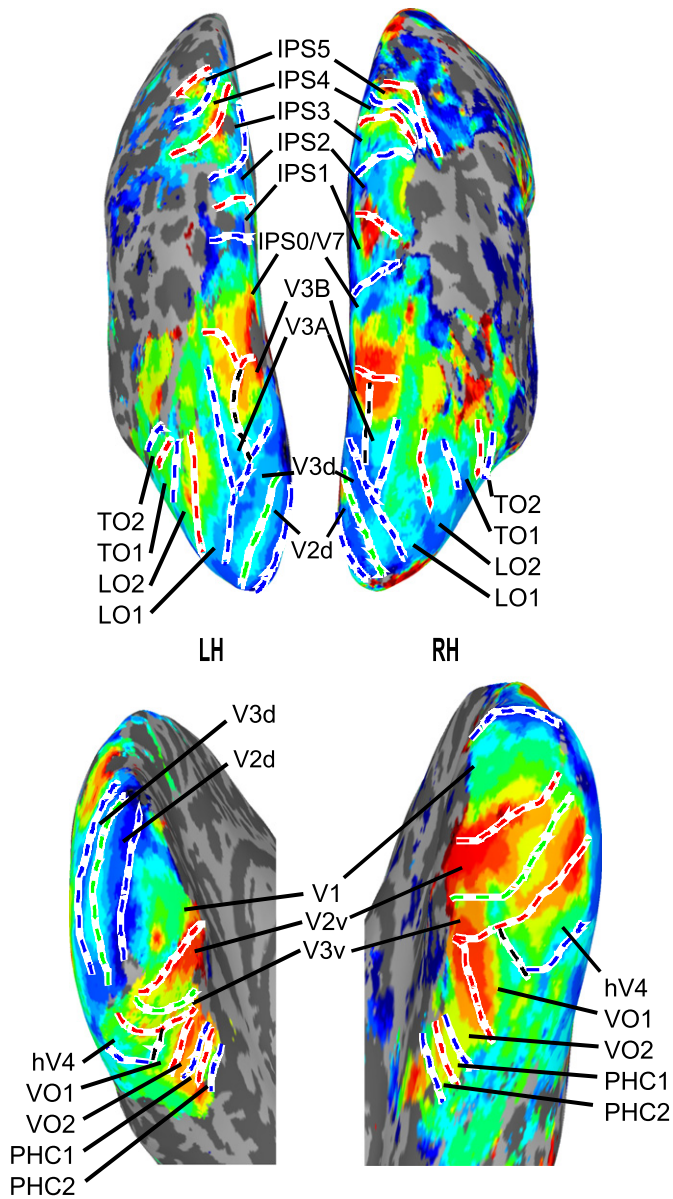 IPS5
IPS4
IPS3
IPS2
IPS1
IPS0/V7
V3B
V3A
V3d
V2d
TO2
TO1
LO2
LO1
TO2
TO1
LO2
LO1
LH
RH
V3d
V2d
V1
V2v
V3v
hV4
VO1
VO2
PHC1
PHC2
hV4
VO1
VO2
PHC1
PHC2